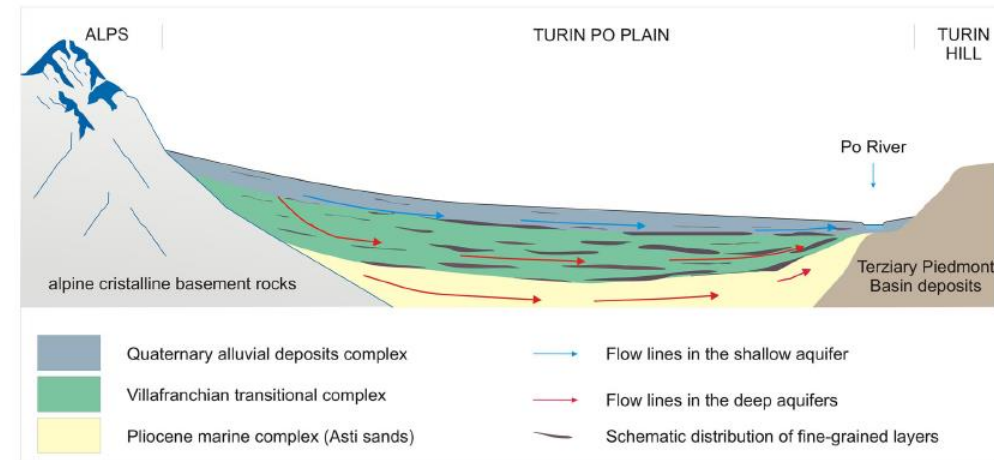 ALPS
TURIN PO PLAIN
TURIN
HILL
Po River
alpine cristalline basement rocks
Terziary Piedmont
Basin deposits
Quaternary alluvial deposits complex
Flow lines in the shallow aquifer
Villafranchian transitional complex
Flow lines in the deep aquifers
Pliocene marine complex (Asti sands)
Schematic distribution of fine-grained layers